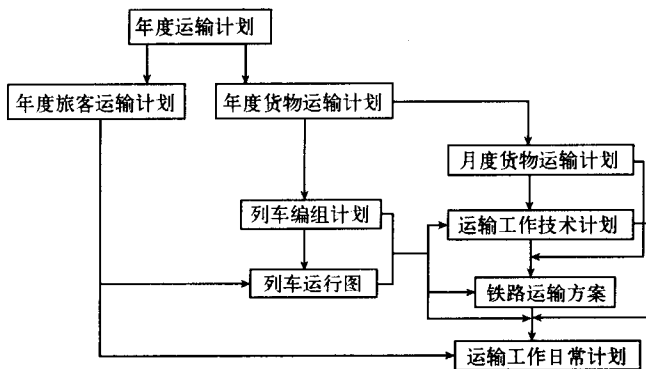 年度运输计划
年度旅客运输计划
年度货物运输计划
月度货物运输计划
列车编组计划
运输工作技术计划
列车运行图
铁路运输方案
运输工作日常计划